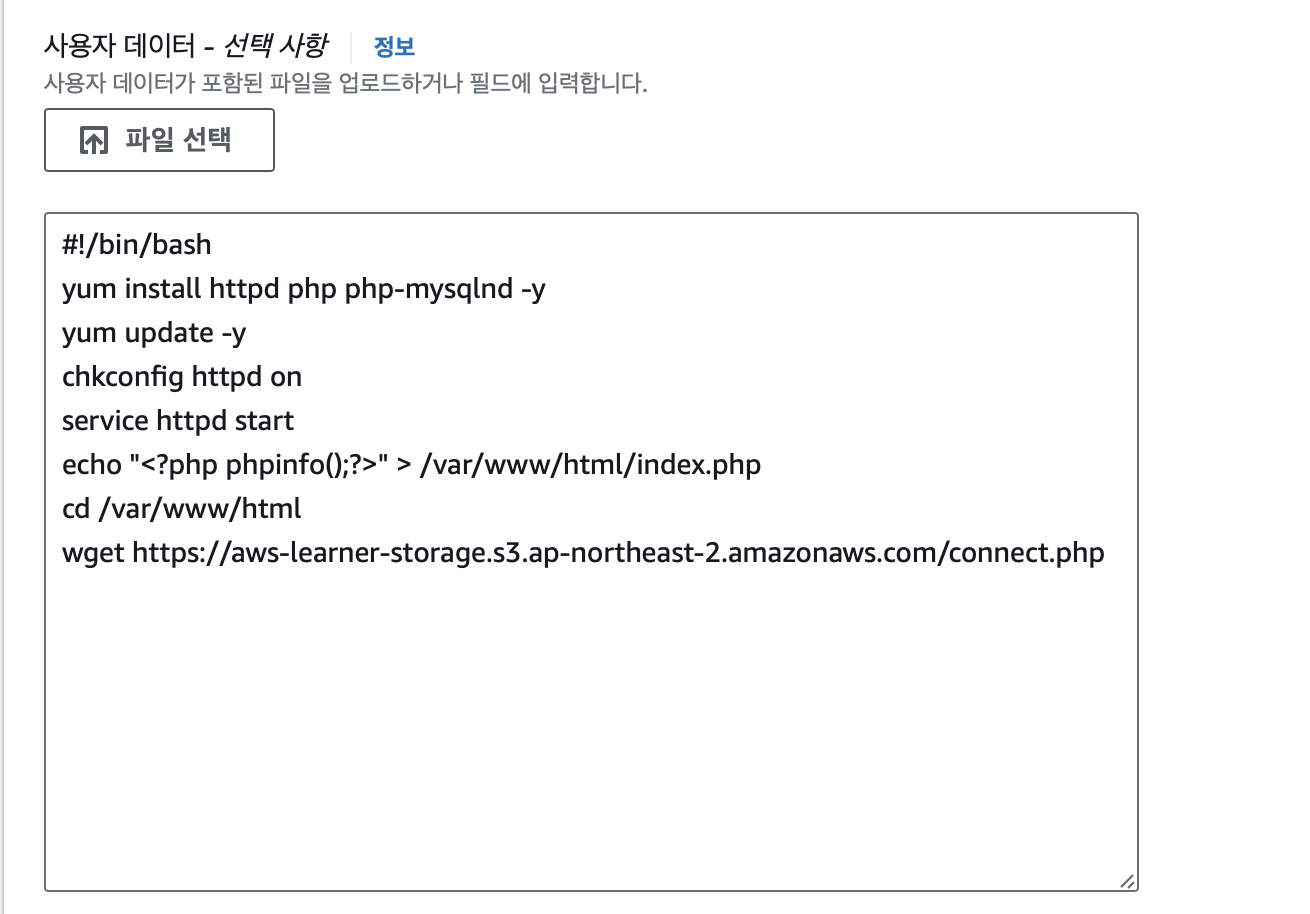 사용자 데이터 - 선택 사항 정보
사용자 데이터가 포함된 파일을 업로드하거나 필드에 입력합니다.
파일 선택
#!/bin/bash
yum install httpd php php-mysqlnd -y
yum update -y
chkconfig httpd on
service httpd start
echo "<?php phpinfo();?>" > /var/www/html/index.php
cd /var/www/html
wget https://aws-learner-storage.s3.ap-northeast-2.amazonaws.com/connect.php